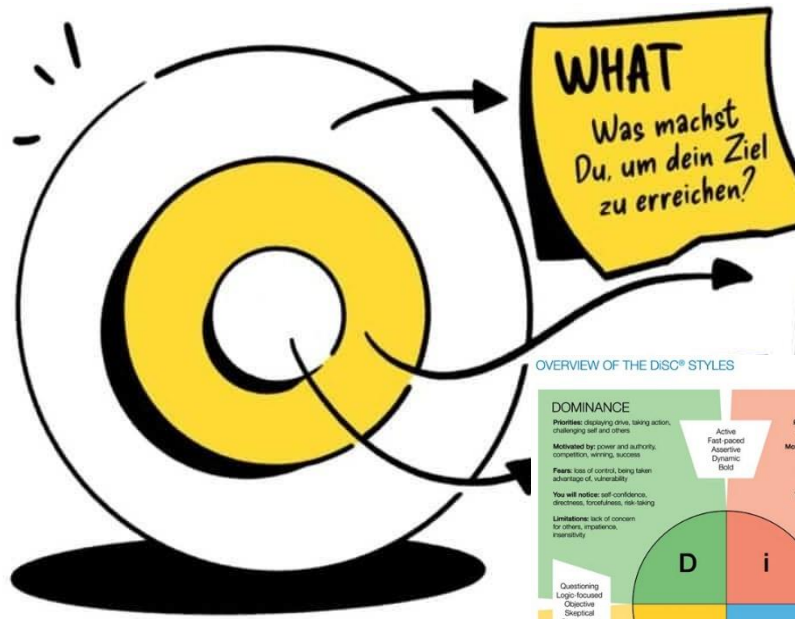 WHAT
Was machst
Du, um dein Ziel
zu erreichen?
OVERVIEW OF THE DiSC® STYLES
DOMINANCE
Priorities: displaying drive, taking action,
challenging self and others
Motivated by: power and authority,
competition, winning, success
Fears: loss of control, being taken
advantage of, vulnerability
You will notice: self-confidence,
directness, forcefulness, risk-taking
Limitations: lack of concern
for others, impatience,
insensitivity
Active
Fast-paced
Assertive
Dynamic
Bold
D
i
Questioning
Logic-focused
Objective
Skeptical